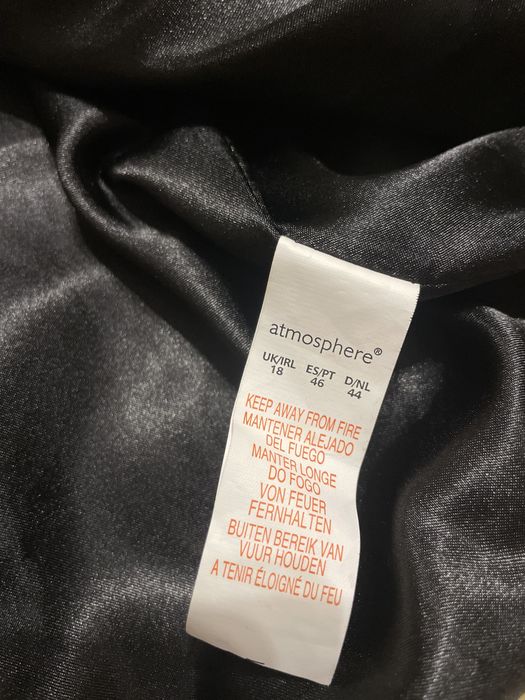 atmosphere®
UK/IRL ES/PT D/NL
18 46 44
KEEP AWAY FROM FIRE
MANTENER ALEJADO
DEL FUEGO
MANTER LONGE
DO FOGO
VON FEUER
FERNHALTEN
BUITEN BEREIK VAN
VUUR HOUDEN
A TENIR ÉLOIGNÉ DU FEU